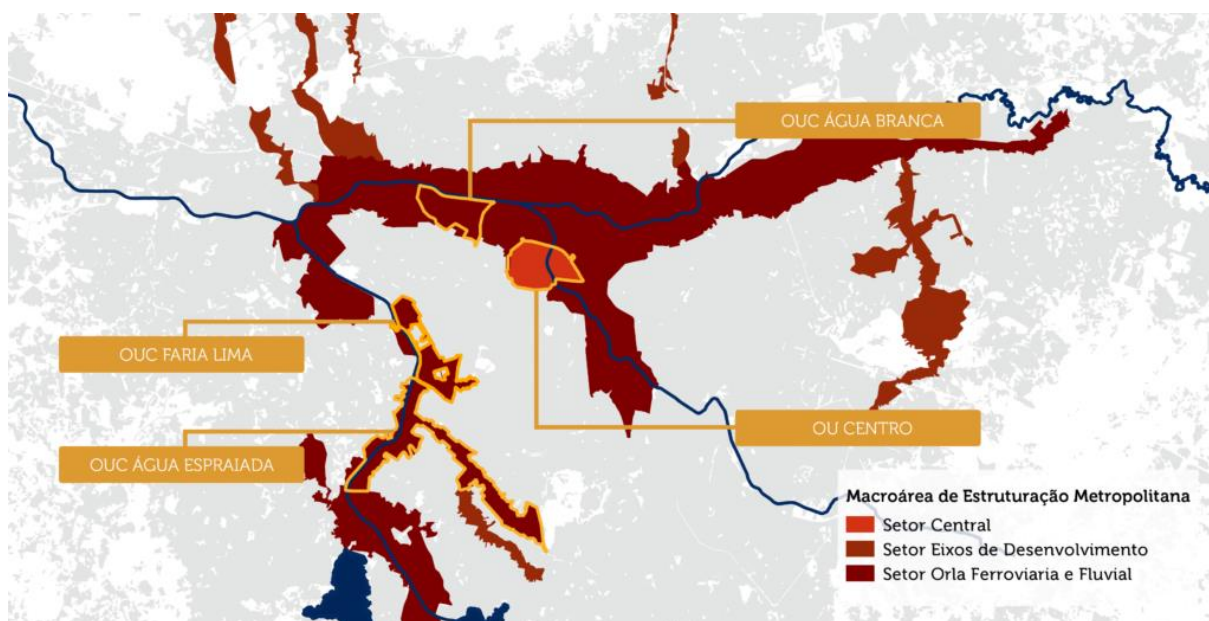 OUC ÁGUA BRANCA
OUC FARIA LIMA
OU CENTRO
OUC ÁGUA ESPRAIADA
Macroárea de Estruturação Metropolitana
Setor Central
Setor Eixos de Desenvolvimento
Setor Orla Ferroviaria e Fluvial